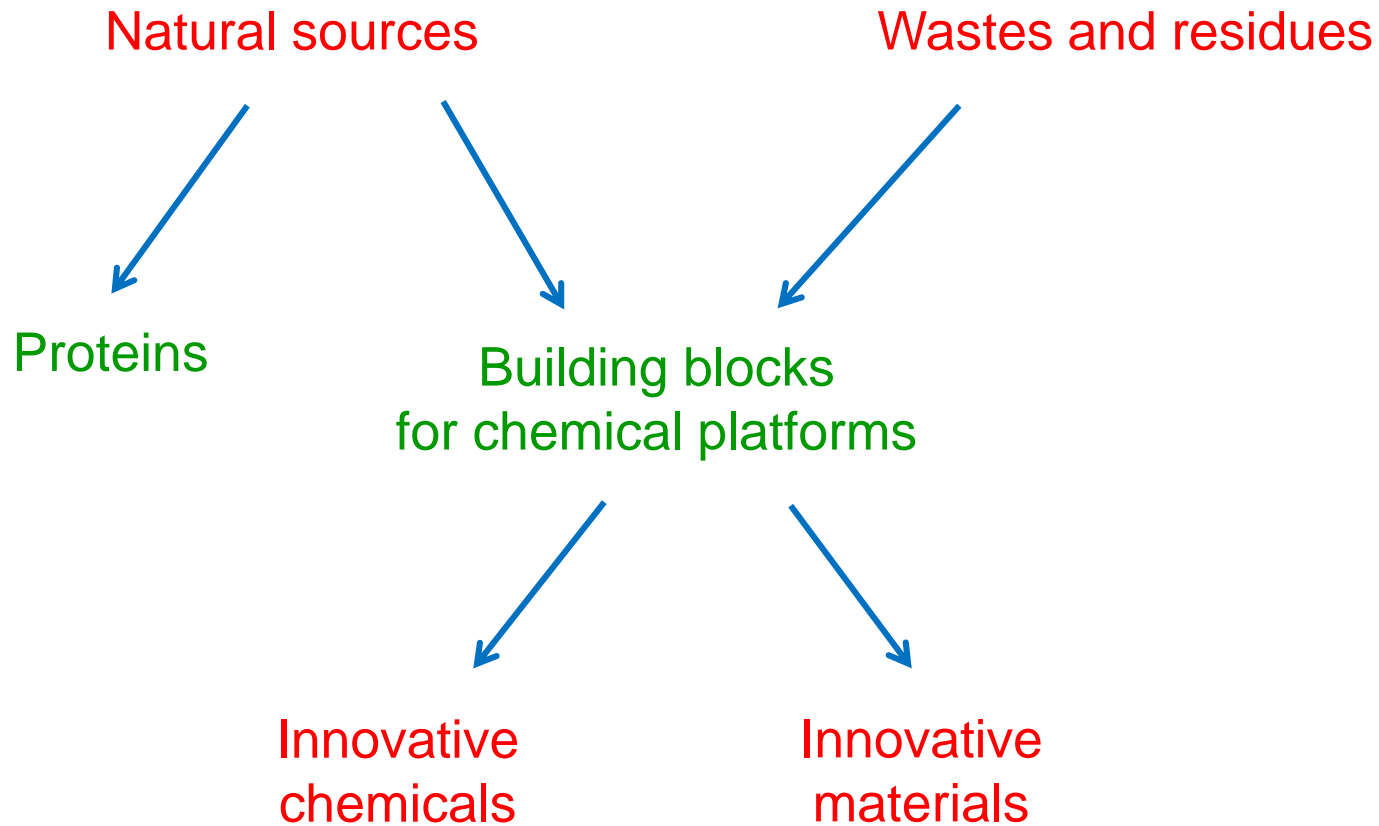 Natural sources
Wastes and residues
Proteins
Building blocks
for chemical platforms
Innovative
chemicals
Innovative
materials